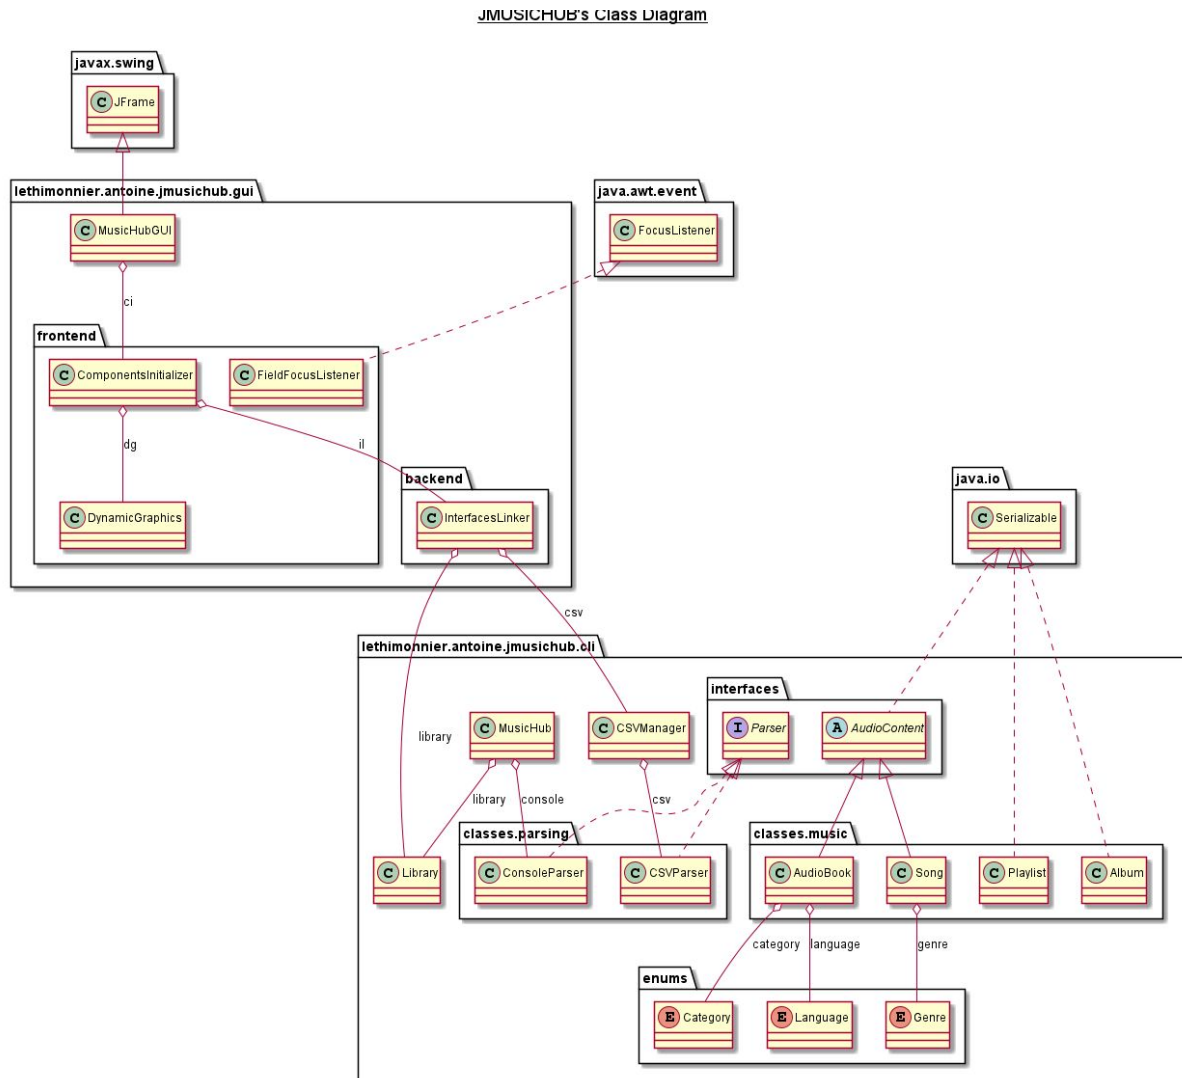 JMUSICHUB's Class Diagram
javax.swing
C JFrame
lethimonnier.antoine.jmusichub.gui
java.awt.event
C MusicHubGUI
C FocusListener
ci
frontend
C ComponentsInitializer
C FieldFocusListener
dg
il
backend
java.io
C DynamicGraphics
C InterfacesLinker
C Serializable
csv
lethimonnier.antoine.jmusichub.cli
interfaces
C MusicHub
C CSVManager
I Parser
A AudioContent
library
library
console
csv
classes.parsing
classes.music
C Library
C ConsoleParser
C CSVParser
C AudioBook
C Song
C Playlist
C Album
category
language
genre
enums
E Category
E Language
E Genre